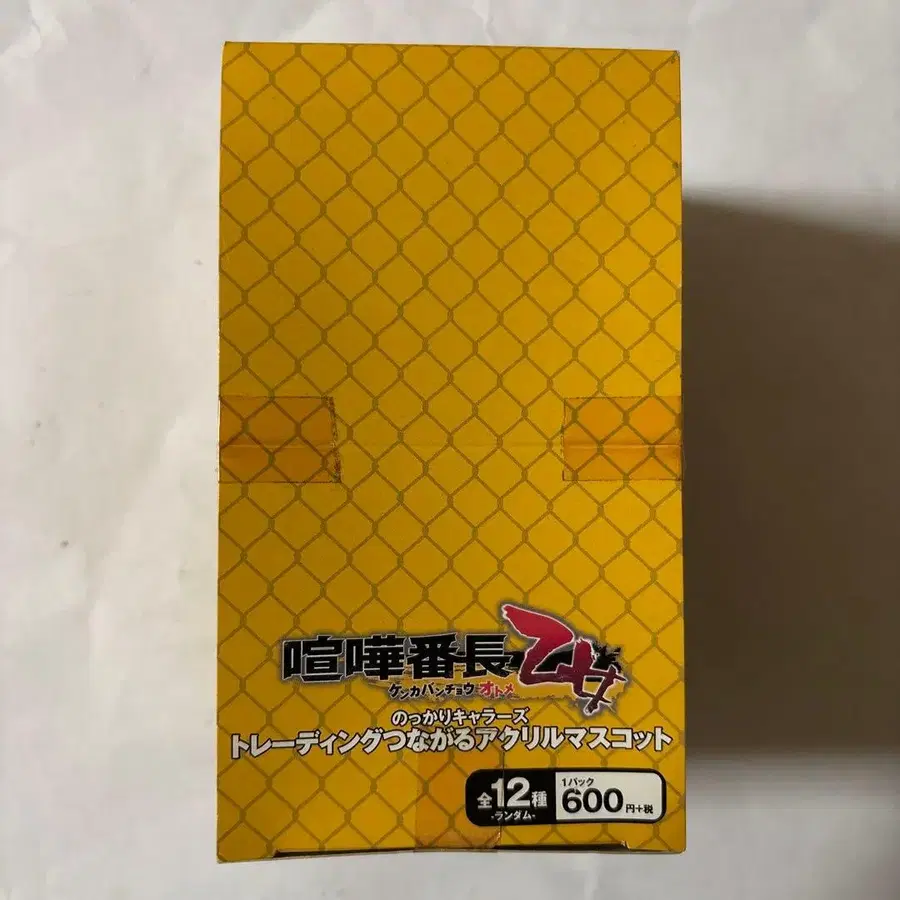 喧嘩番長乙女
ケンカバンチョウ オトメ
のっかりキャラーズ
トレーディングつながるアクリルマスコット
全12種
-ランダム-
1パック
600円+税